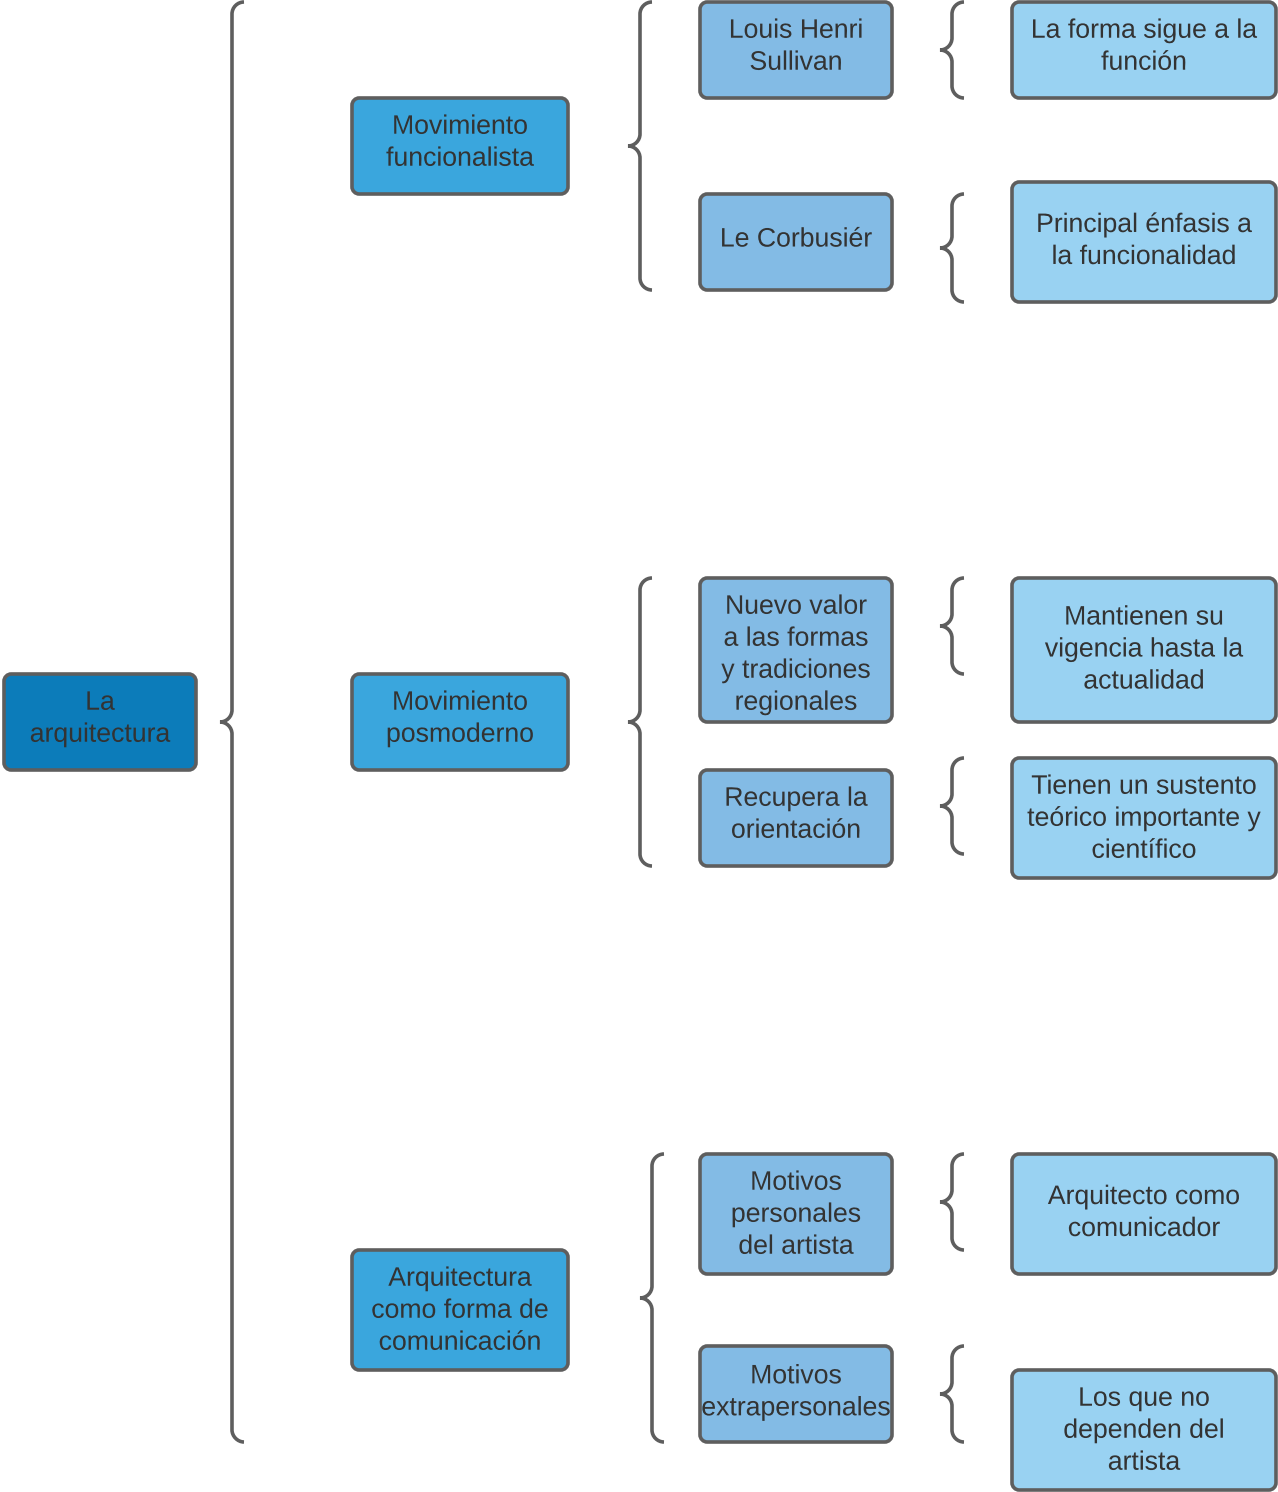 La
arquitectura
Movimiento
funcionalista
Louis Henri
Sullivan
La forma sigue a la
función
Le Corbusiér
Principal énfasis a
la funcionalidad
Movimiento
posmoderno
Nuevo valor
a las formas
y tradiciones
regionales
Mantienen su
vigencia hasta la
actualidad
Recupera la
orientación
Tienen un sustento
teórico importante y
científico
Arquitectura
como forma de
comunicación
Motivos
personales
del artista
Arquitecto como
comunicador
Motivos
extrapersonales
Los que no
dependen del
artista